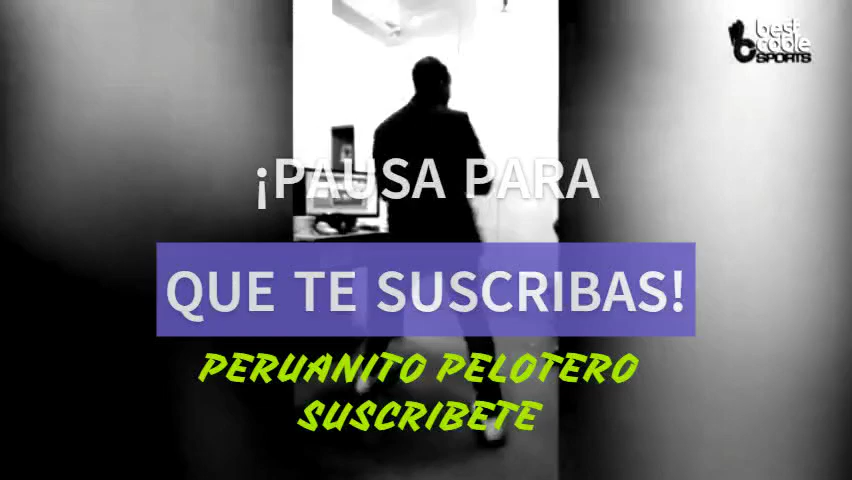 best
cable
SPORTS
¡PAUSA PARA
QUE TE SUSCRIBAS!
PERUANITO PELOTERO
SUSCRIBETE